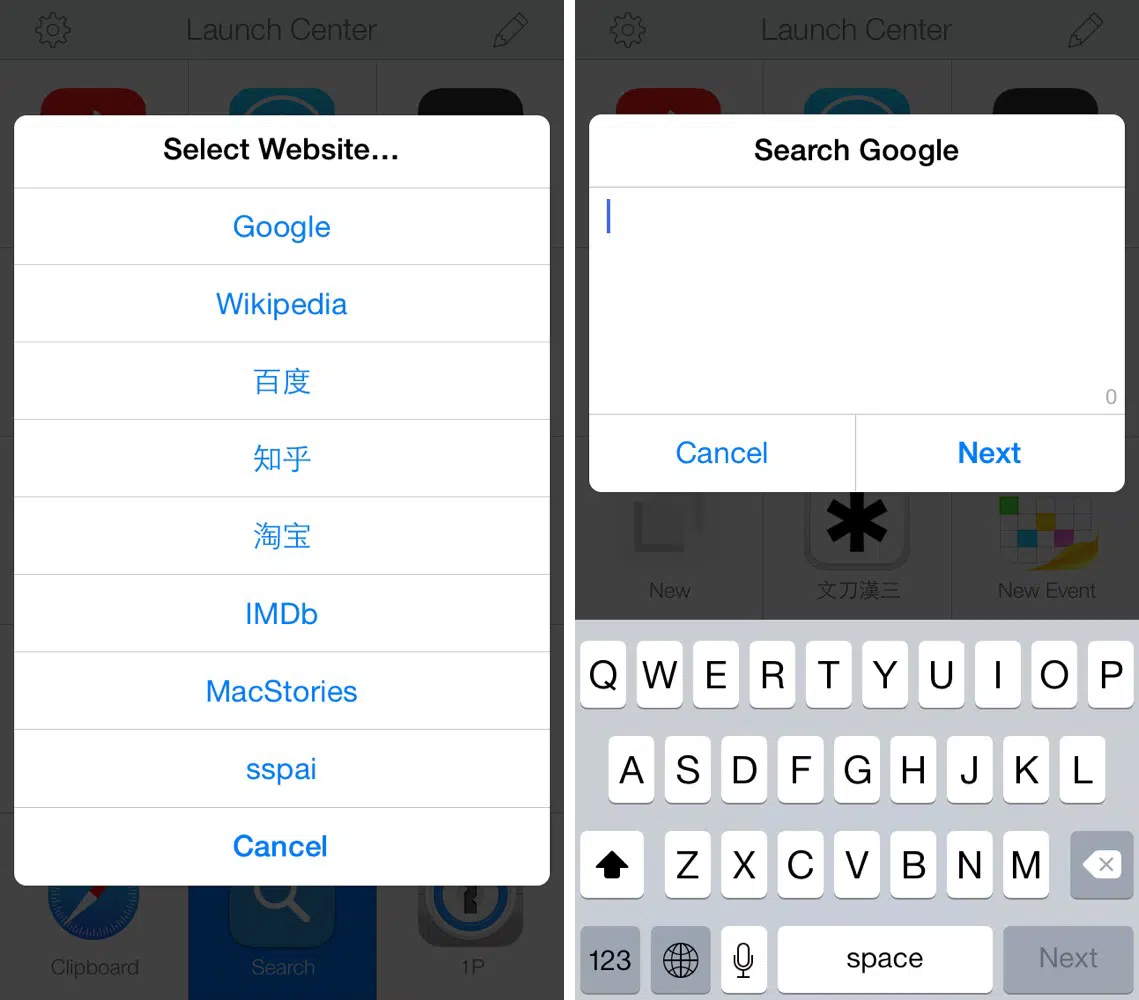 Launch Center
Select Website...
Google
Wikipedia
百度
知乎
淘宝
IMDb
MacStories
sspai
Cancel
Clipboard
Search
1P
Launch Center
Search Google
0
Cancel
Next
New
文刀漢三
New Event
Q W E R T Y U I O P
A S D F G H J K L
Z X C V B N M
123 space Next